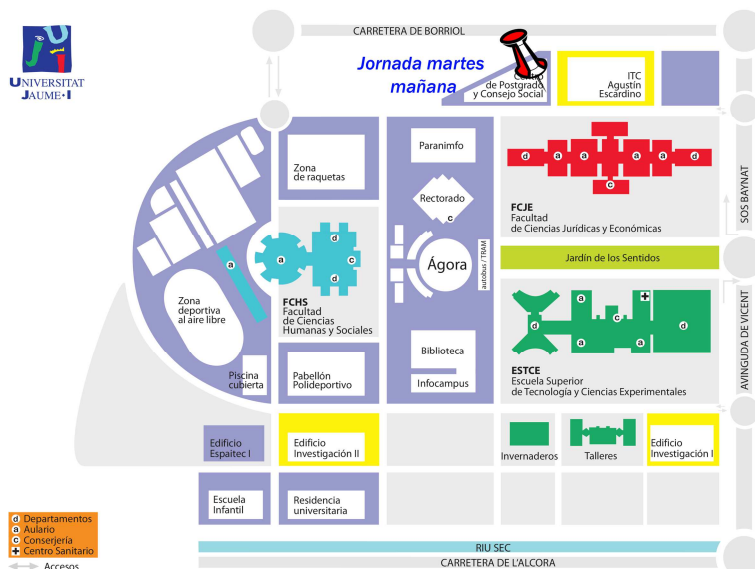 CARRETERA DE BORRIOL
UNIVERSITAT
JAUME·I
Jornada martes
mañana
Centro
de Postgrado
y Consejo Social
ITC
Agustín
Escardino
SOS BAYNAT
Zona
de raquetas
Paranimfo
Rectorado
c
d a a a a d
c
FCJE
Facultad
de Ciencias Jurídicas y Económicas
a
a
d
c
d
FCHS
Facultad
de Ciencias
Humanas y Sociales
Ágora
autobus / TRAM
Jardín de los Sentidos
Zona
deportiva
al aire libre
a
c
d
d
a
a
ESTCE
Escuela Superior
de Tecnología y Ciencias Experimentales
AVINGUDA DE VICENT
Piscina
cubierta
Pabellón
Polideportivo
Biblioteca
Infocampus
Edificio
Espaitec I
Edificio
Investigación II
Invernaderos
Talleres
Edificio
Investigación I
Escuela
Infantil
Residencia
universitaria
d Departamentos
a Aulario
c Conserjería
Centro Sanitario
Accesos
RIU SEC
CARRETERA DE L'ALCORA